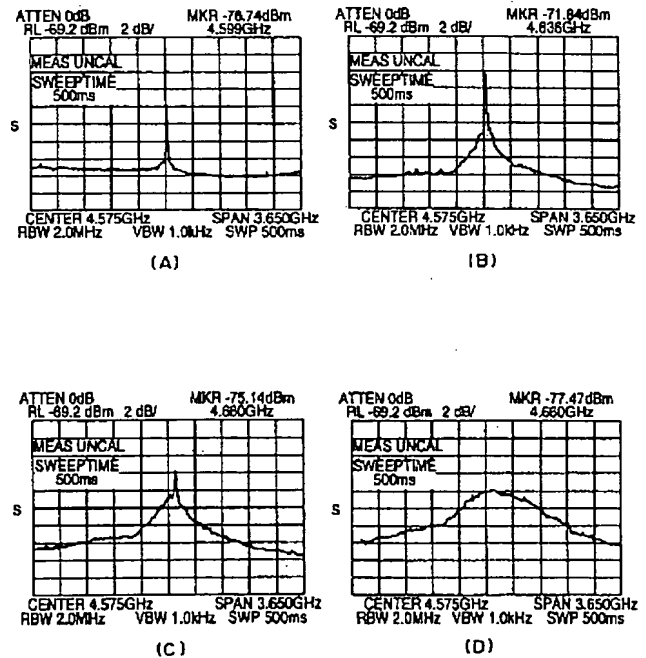 ATTEN 0dB MKR -76.74dBm
RL -69.2 dBm 2 dB/ 4.599GHz
MEAS UNCAL
SWEEPTIME
500ms
S
CENTER 4.575GHz SPAN 3.650GHz
RBW 2.0MHz VBW 1.0kHz SWP 500ms
(A)
ATTEN 0dB MKR -71.84dBm
RL -69.2 dBm 2 dB/ 4.636GHz
MEAS UNCAL
SWEEPTIME
500ms
S
CENTER 4.575GHz SPAN 3.650GHz
RBW 2.0MHz VBW 1.0kHz SWP 500ms
(B)
ATTEN 0dB MKR -75.14dBm
RL -69.2 dBm 2 dB/ 4.660GHz
MEAS UNCAL
SWEEPTIME
500ms
S
CENTER 4.575GHz SPAN 3.650GHz
RBW 2.0MHz VBW 1.0kHz SWP 500ms
(C)
ATTEN 0dB MKR -77.47dBm
RL -69.2 dBm 2 dB/ 4.660GHz
MEAS UNCAL
SWEEPTIME
500ms
S
CENTER 4.575GHz SPAN 3.650GHz
RBW 2.0MHz VBW 1.0kHz SWP 500ms
(D)